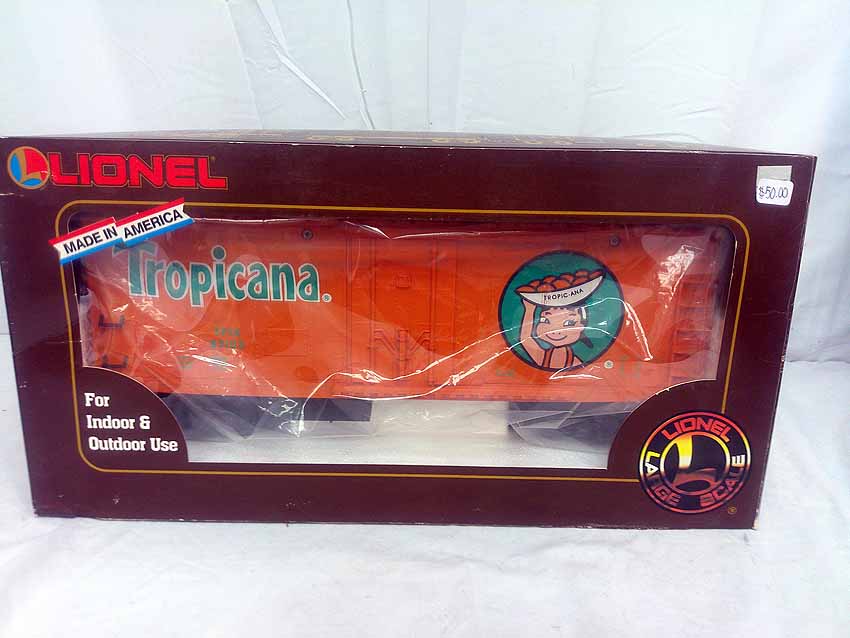 LIONEL
$50.00
MADE IN AMERICA
Tropicana®
TROPIC-ANA
®
For
Indoor &
Outdoor Use
LIONEL
L
LARGE SCALE
®